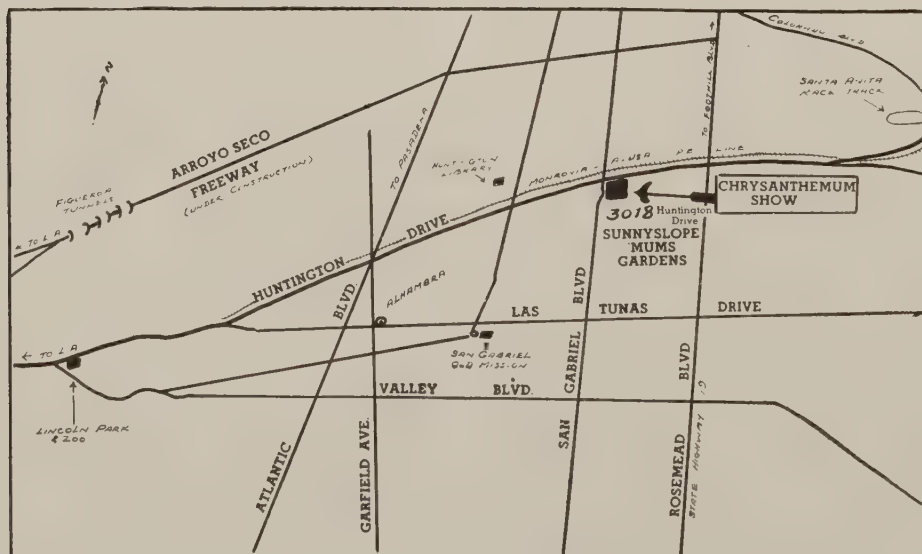 N
COLORADO BLVD
SANTA ANITA
RACE TRACK
TO FOOTHILL BLVD
ARROYO SECO
FREEWAY
(UNDER CONSTRUCTION)
FIGUEROA
TUNNELS
← TO L A
TO PASADENA
HUNTINGTON
LIBRARY
MONROVIA - AZUSA P E LINE
CHRYSANTHEMUM
SHOW
3018 Huntington
Drive
SUNNYSLOPE
MUMS
GARDENS
HUNTINGTON DRIVE
ALHAMBRA
LAS TUNAS DRIVE
← TO L A
SAN GABRIEL
OLD MISSION
VALLEY BLVD.
LINCOLN PARK
& ZOO
ATLANTIC BLVD.
GARFIELD AVE.
SAN GABRIEL BLVD
ROSEMEAD BLVD
STATE HIGHWAY 19